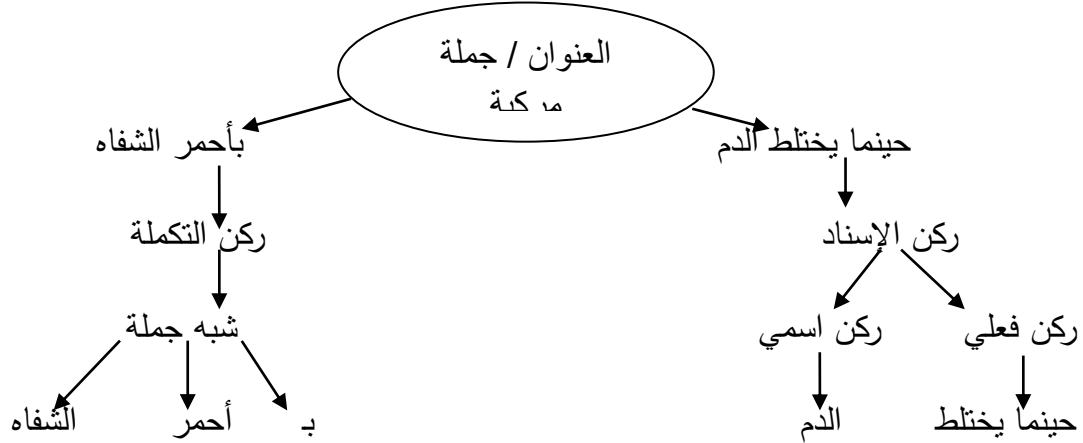 العنوان / جملة
مركبة
حينما يختلط الدم
بأحمر الشفاه
ركن الإسناد
ركن التكملة
ركن فعلي
ركن اسمي
شبه جملة
حينما يختلط
الدم
بـ
أحمر
الشفاه